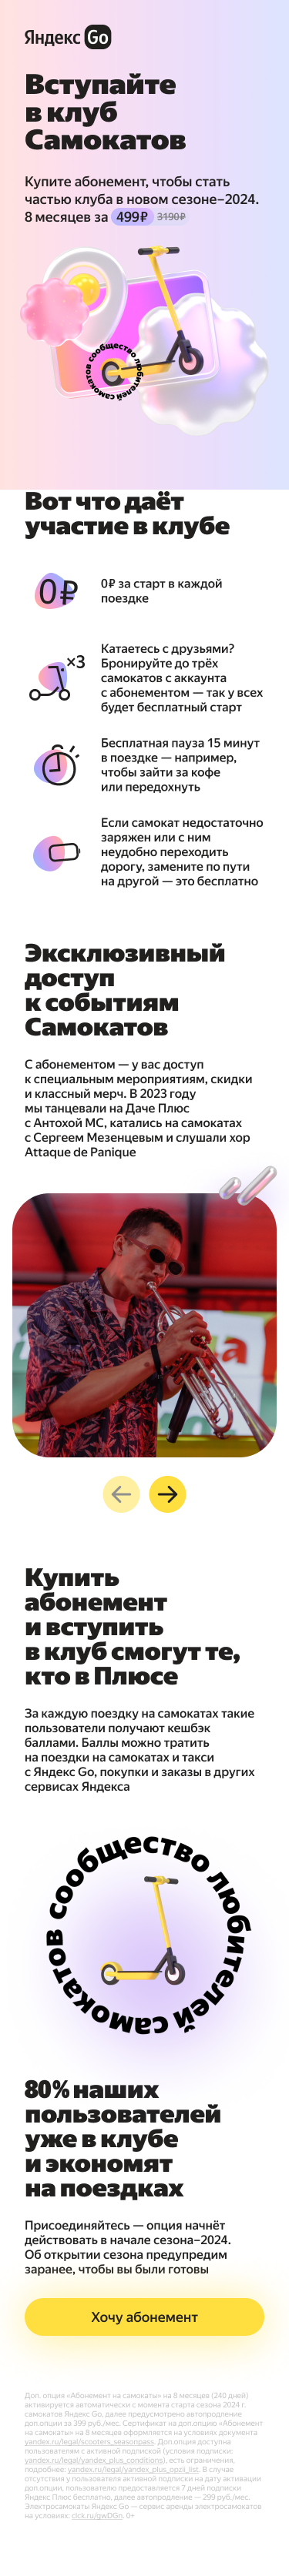 Яндекс Go
Вступайте
в клуб
Самокатов
Купите абонемент, чтобы стать
частью клуба в новом сезоне–2024.
8 месяцев за 499 ₽ 3190 ₽
сообщество любителей самокатов
Вот что даёт
участие в клубе
0₽
0 ₽ за старт в каждой
поездке
×3
Катаетесь с друзьями?
Бронируйте до трёх
самокатов с аккаунта
с абонементом — так у всех
будет бесплатный старт
Бесплатная пауза 15 минут
в поездке — например,
чтобы зайти за кофе
или передохнуть
Если самокат недостаточно
заряжен или с ним
неудобно переходить
дорогу, замените по пути
на другой — это бесплатно
Эксклюзивный
доступ
к событиям
Самокатов
С абонементом — у вас доступ
к специальным мероприятиям, скидки
и классный мерч. В 2023 году
мы танцевали на Даче Плюс
с Антохой МС, катались на самокатах
с Сергеем Мезенцевым и слушали хор
Attaque de Panique
Купить
абонемент
и вступить
в клуб смогут те,
кто в Плюсе
За каждую поездку на самокатах такие
пользователи получают кешбэк
баллами. Баллы можно тратить
на поездки на самокатах и такси
с Яндекс Go, покупки и заказы в других
сервисах Яндекса
сообщество любителей самокатов
80% наших
пользователей
уже в клубе
и экономят
на поездках
Присоединяйтесь — опция начнёт
действовать в начале сезона–2024.
Об открытии сезона предупредим
заранее, чтобы вы были готовы
Хочу абонемент
Доп. опция «Абонемент на самокаты» на 8 месяцев (240 дней)
активируется автоматически с момента старта сезона 2024 г.
самокатов Яндекс Go, далее предусмотрено автопродление
доп.опции за 399 руб./мес. Сертификат на доп.опцию «Абонемент
на самокаты» на 8 месяцев оформляется на условиях документа
yandex.ru/legal/scooters_seasonpass. Доп.опция доступна
пользователям с активной подпиской (условия подписки:
yandex.ru/legal/yandex_plus_conditions), есть ограничения,
подробнее: yandex.ru/legal/yandex_plus_opzii_list. В случае
отсутствия у пользователя активной подписки на дату активации
доп.опции, пользователю предоставляется 7 дней подписки
Яндекс Плюс бесплатно, далее автопродление — 299 руб./мес.
Электросамокаты Яндекс Go — сервис аренды электросамокатов
на условиях: 0+